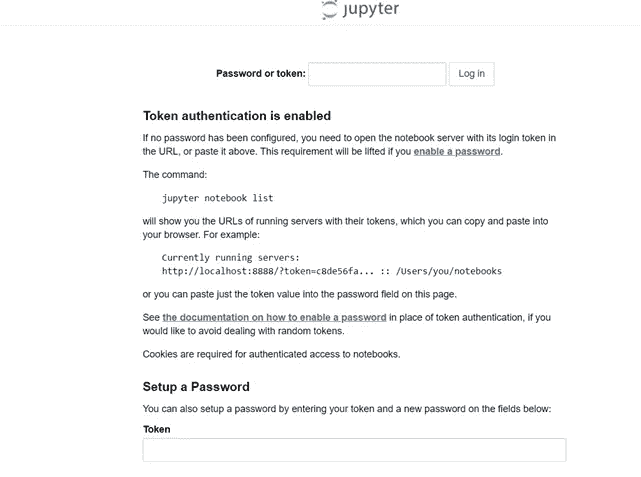 jupyter
Password or token: Log in
Token authentication is enabled
If no password has been configured, you need to open the notebook server with its login token in
the URL, or paste it above. This requirement will be lifted if you enable a password.
The command:
jupyter notebook list
will show you the URLs of running servers with their tokens, which you can copy and paste into
your browser. For example:
Currently running servers:
http://localhost:8888/?token=c8de56fa... :: /Users/you/notebooks
or you can paste just the token value into the password field on this page.
See the documentation on how to enable a password in place of token authentication, if you
would like to avoid dealing with random tokens.
Cookies are required for authenticated access to notebooks.
Setup a Password
You can also setup a password by entering your token and a new password on the fields below:
Token